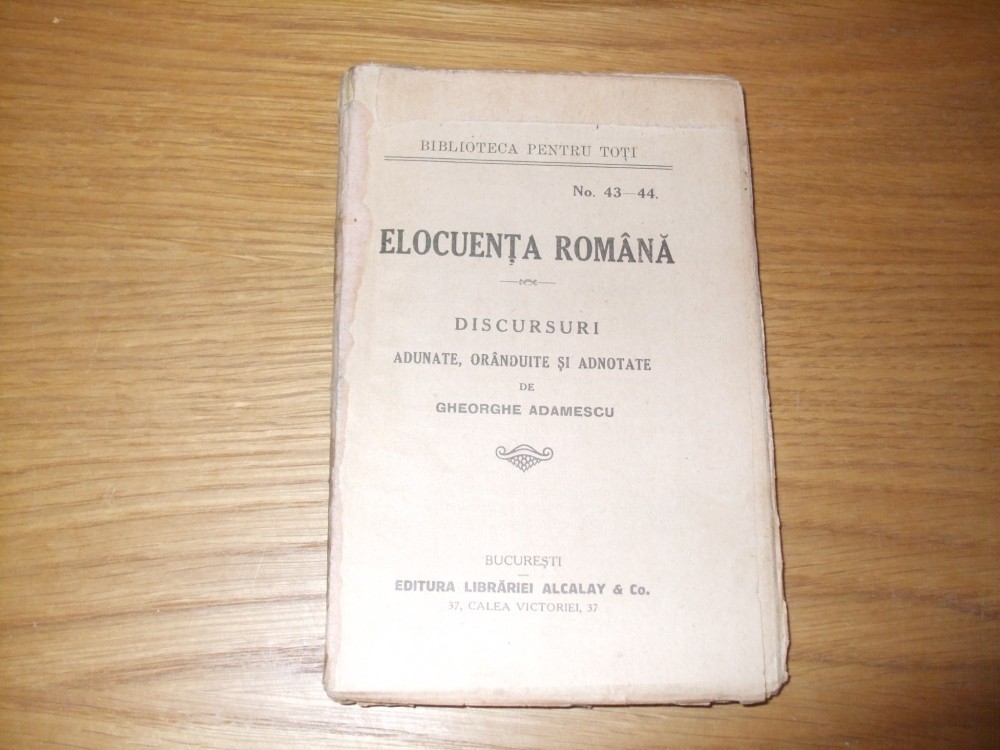 BIBLIOTECA PENTRU TOȚI
No. 43—44.
ELOCUENȚA ROMÂNĂ
DISCURSURI
ADUNATE, ORÂNDUITE ȘI ADNOTATE
DE
GHEORGHE ADAMESCU
BUCUREȘTI
EDITURA LIBRĂRIEI ALCALAY & Co.
37, CALEA VICTORIEI, 37